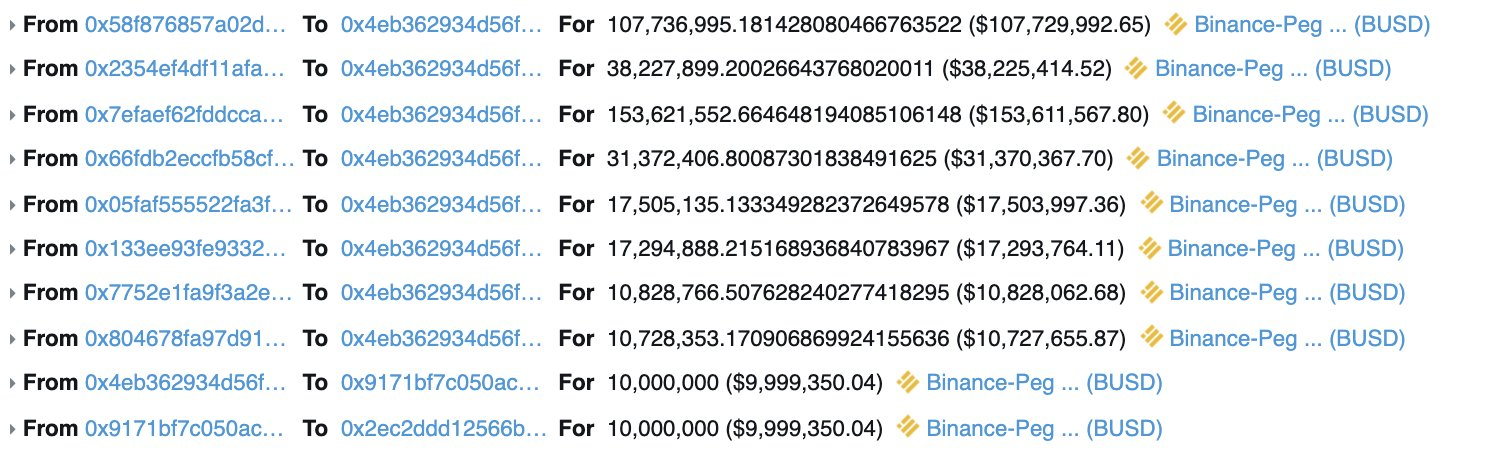 From 0x58f876857a02d... To 0x4eb362934d56f... For 107,736,995.181428080466763522 ($107,729,992.65) Binance-Peg ... (BUSD)
From 0x2354ef4df11afa... To 0x4eb362934d56f... For 38,227,899.20026643768020011 ($38,225,414.52) Binance-Peg ... (BUSD)
From 0x7efaef62fddcca... To 0x4eb362934d56f... For 153,621,552.664648194085106148 ($153,611,567.80) Binance-Peg ... (BUSD)
From 0x66fdb2eccfb58cf... To 0x4eb362934d56f... For 31,372,406.80087301838491625 ($31,370,367.70) Binance-Peg ... (BUSD)
From 0x05faf555522fa3f... To 0x4eb362934d56f... For 17,505,135.133349282372649578 ($17,503,997.36) Binance-Peg ... (BUSD)
From 0x133ee93fe9332... To 0x4eb362934d56f... For 17,294,888.215168936840783967 ($17,293,764.11) Binance-Peg ... (BUSD)
From 0x7752e1fa9f3a2e... To 0x4eb362934d56f... For 10,828,766.507628240277418295 ($10,828,062.68) Binance-Peg ... (BUSD)
From 0x804678fa97d91... To 0x4eb362934d56f... For 10,728,353.170906869924155636 ($10,727,655.87) Binance-Peg ... (BUSD)
From 0x4eb362934d56f... To 0x9171bf7c050ac... For 10,000,000 ($9,999,350.04) Binance-Peg ... (BUSD)
From 0x9171bf7c050ac... To 0x2ec2ddd12566b... For 10,000,000 ($9,999,350.04) Binance-Peg ... (BUSD)